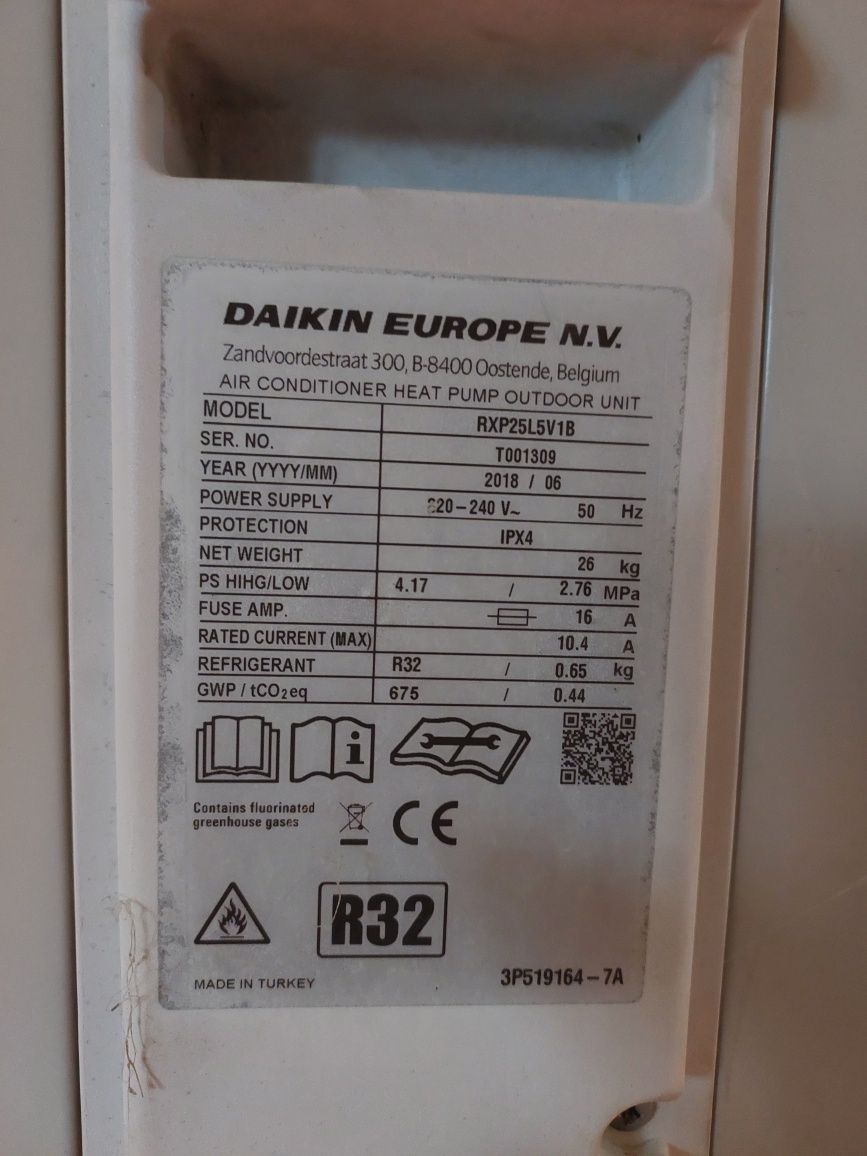 DAIKIN EUROPE N.V.
Zandvoordestraat 300, B-8400 Oostende, Belgium
AIR CONDITIONER HEAT PUMP OUTDOOR UNIT
MODEL RXP25L5V1B
SER. NO. T001309
YEAR (YYYY/MM) 2018 / 06
POWER SUPPLY 220-240 V~ 50 Hz
PROTECTION IPX4
NET WEIGHT 26 kg
PS HIHG/LOW 4.17 / 2.76 MPa
FUSE AMP. 16 A
RATED CURRENT (MAX) 10.4 A
REFRIGERANT R32 / 0.65 kg
GWP / tCO₂eq 675 / 0.44
i
Contains fluorinated
greenhouse gases
CE
R32
MADE IN TURKEY
3P519164-7A